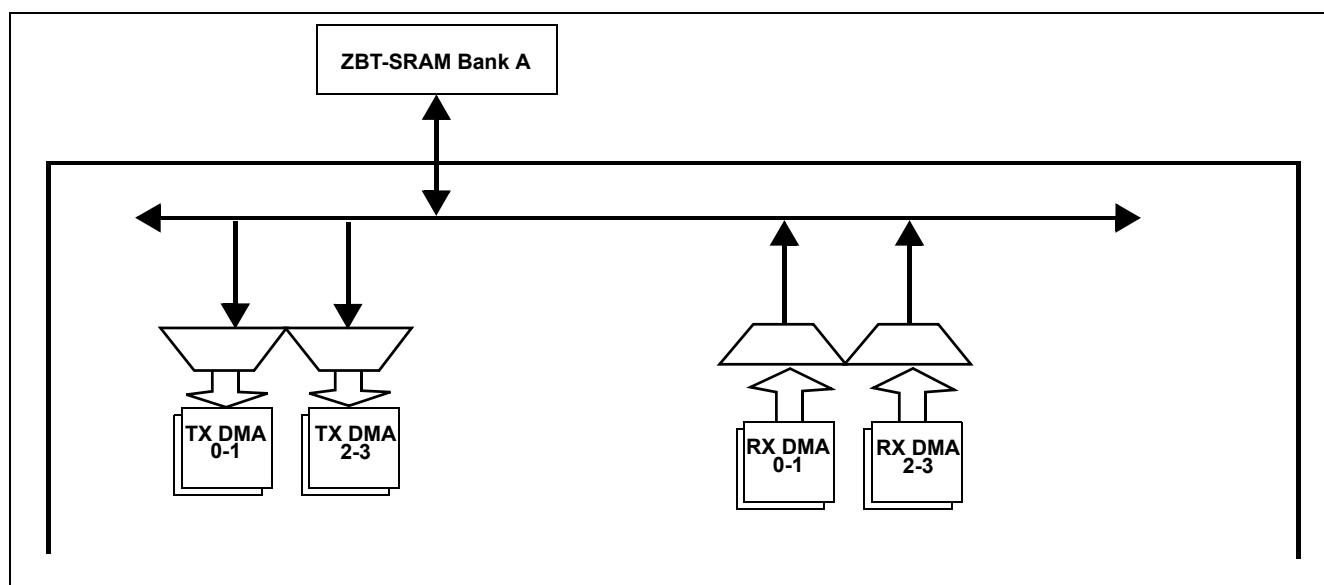 ZBT-SRAM Bank A
TX DMA
0-1
TX DMA
2-3
RX DMA
0-1
RX DMA
2-3